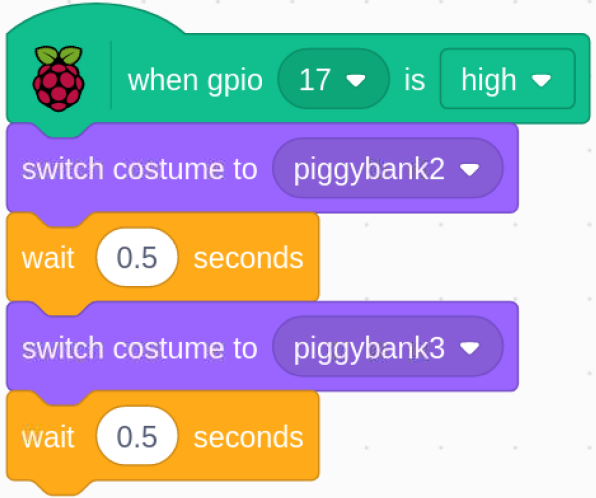 when gpio 17 is high
switch costume to piggybank2
wait 0.5 seconds
switch costume to piggybank3
wait 0.5 seconds